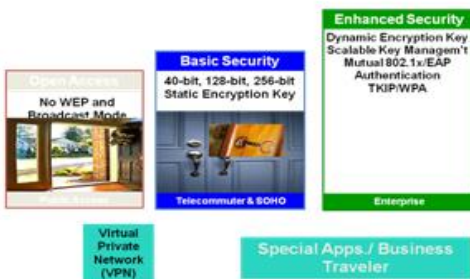 Open Access
No WEP and
Broadcast Mode
Public Access
Basic Security
40-bit, 128-bit, 256-bit
Static Encryption Key
Telecommuter & SOHO
Enhanced Security
Dynamic Encryption Key
Scalable Key Managem't
Mutual 802.1x/EAP
Authentication
TKIP/WPA
Enterprise
Virtual
Private
Network
(VPN)
Special Apps./ Business
Traveler